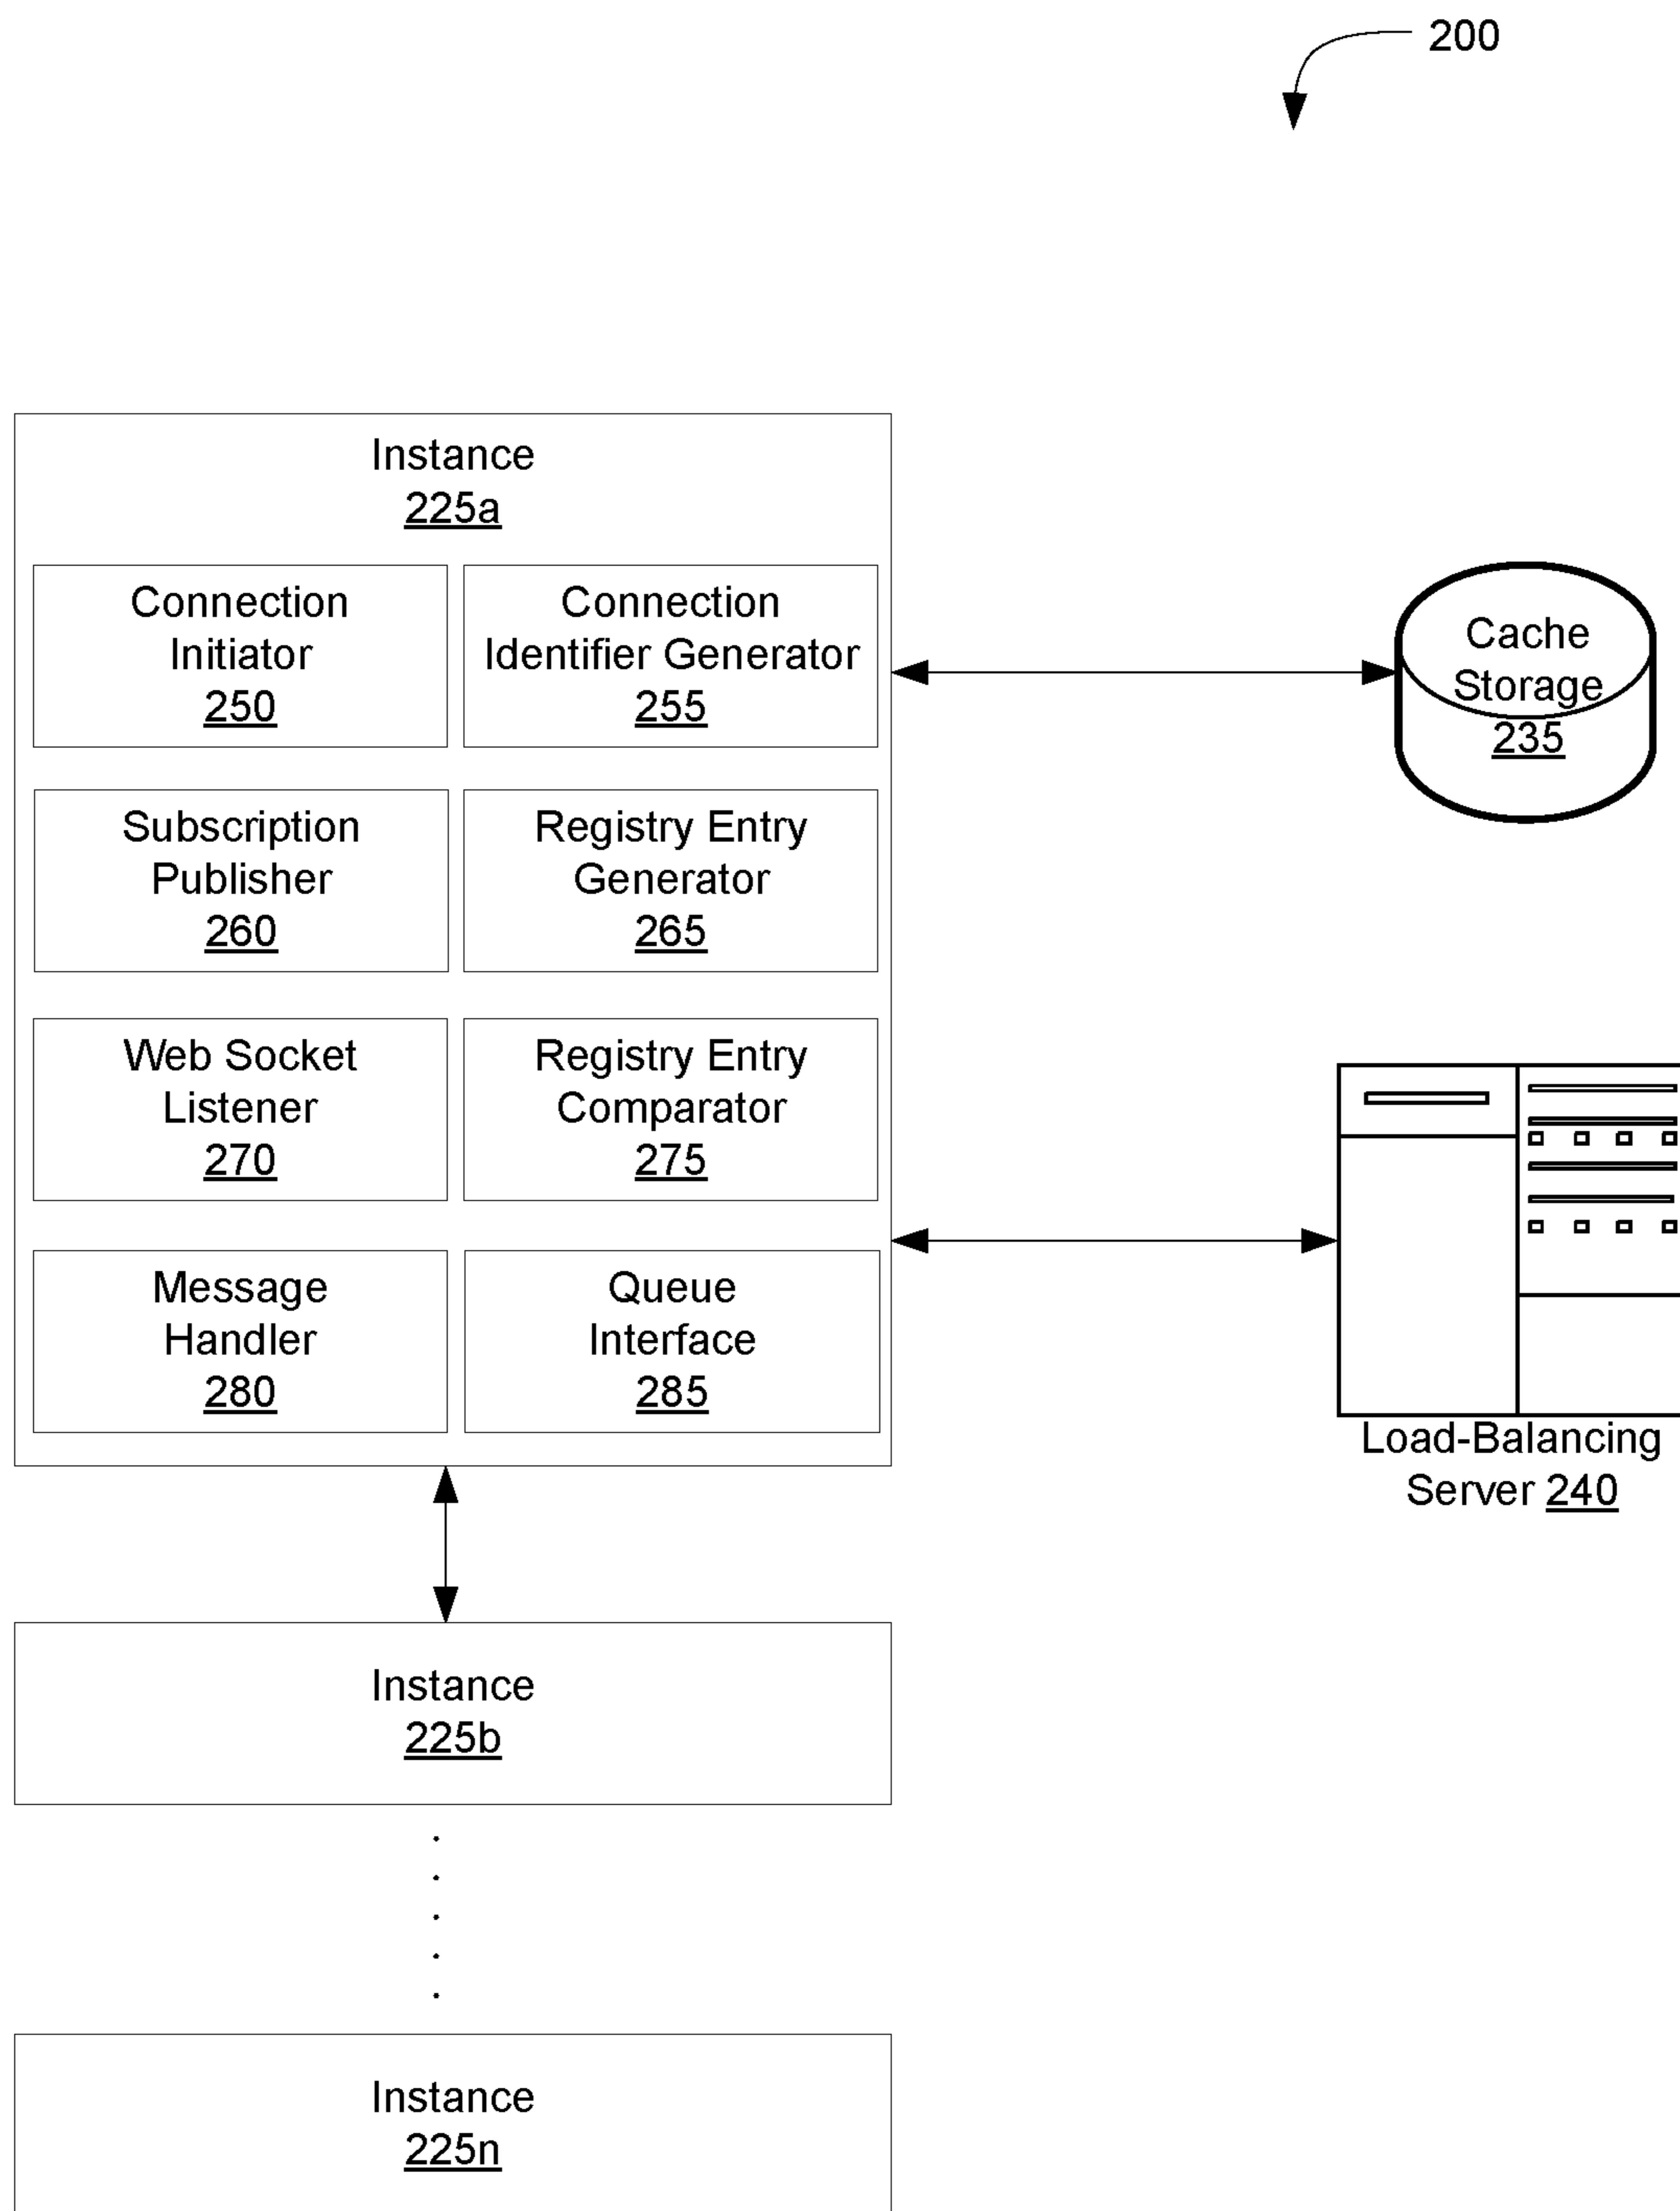 200
Instance
225a
Connection
Initiator
250
Connection
Identifier Generator
255
Cache
Storage
235
Subscription
Publisher
260
Registry Entry
Generator
265
Web Socket
Listener
270
Registry Entry
Comparator
275
Message
Handler
280
Queue
Interface
285
Load-Balancing
Server 240
Instance
225b
Instance
225n